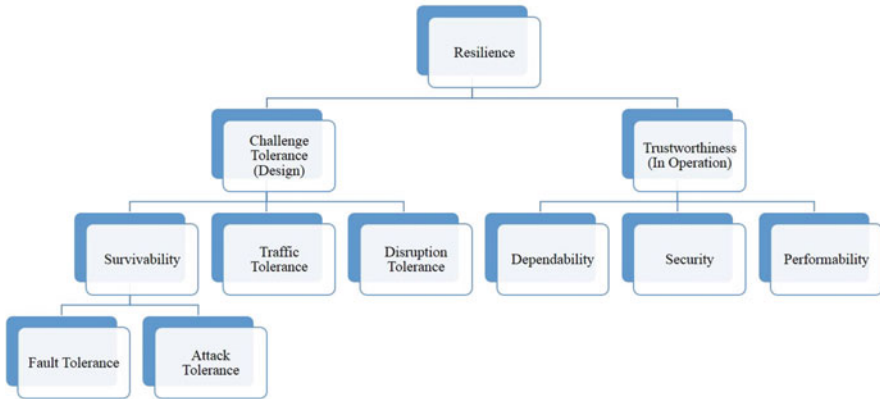 Resilience
Challenge
Tolerance
(Design)
Trustworthiness
(In Operation)
Survivability
Traffic
Tolerance
Disruption
Tolerance
Dependability
Security
Performability
Fault Tolerance
Attack
Tolerance